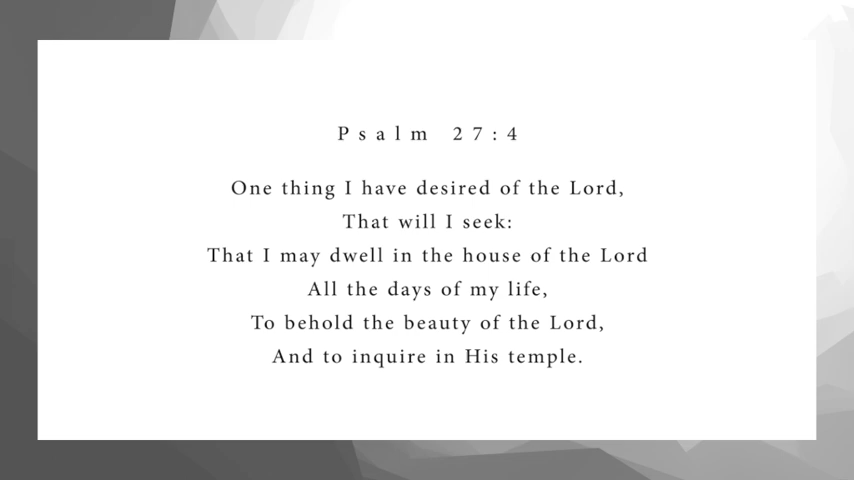 Psalm 27:4
One thing I have desired of the Lord,
That will I seek:
That I may dwell in the house of the Lord
All the days of my life,
To behold the beauty of the Lord,
And to inquire in His temple.